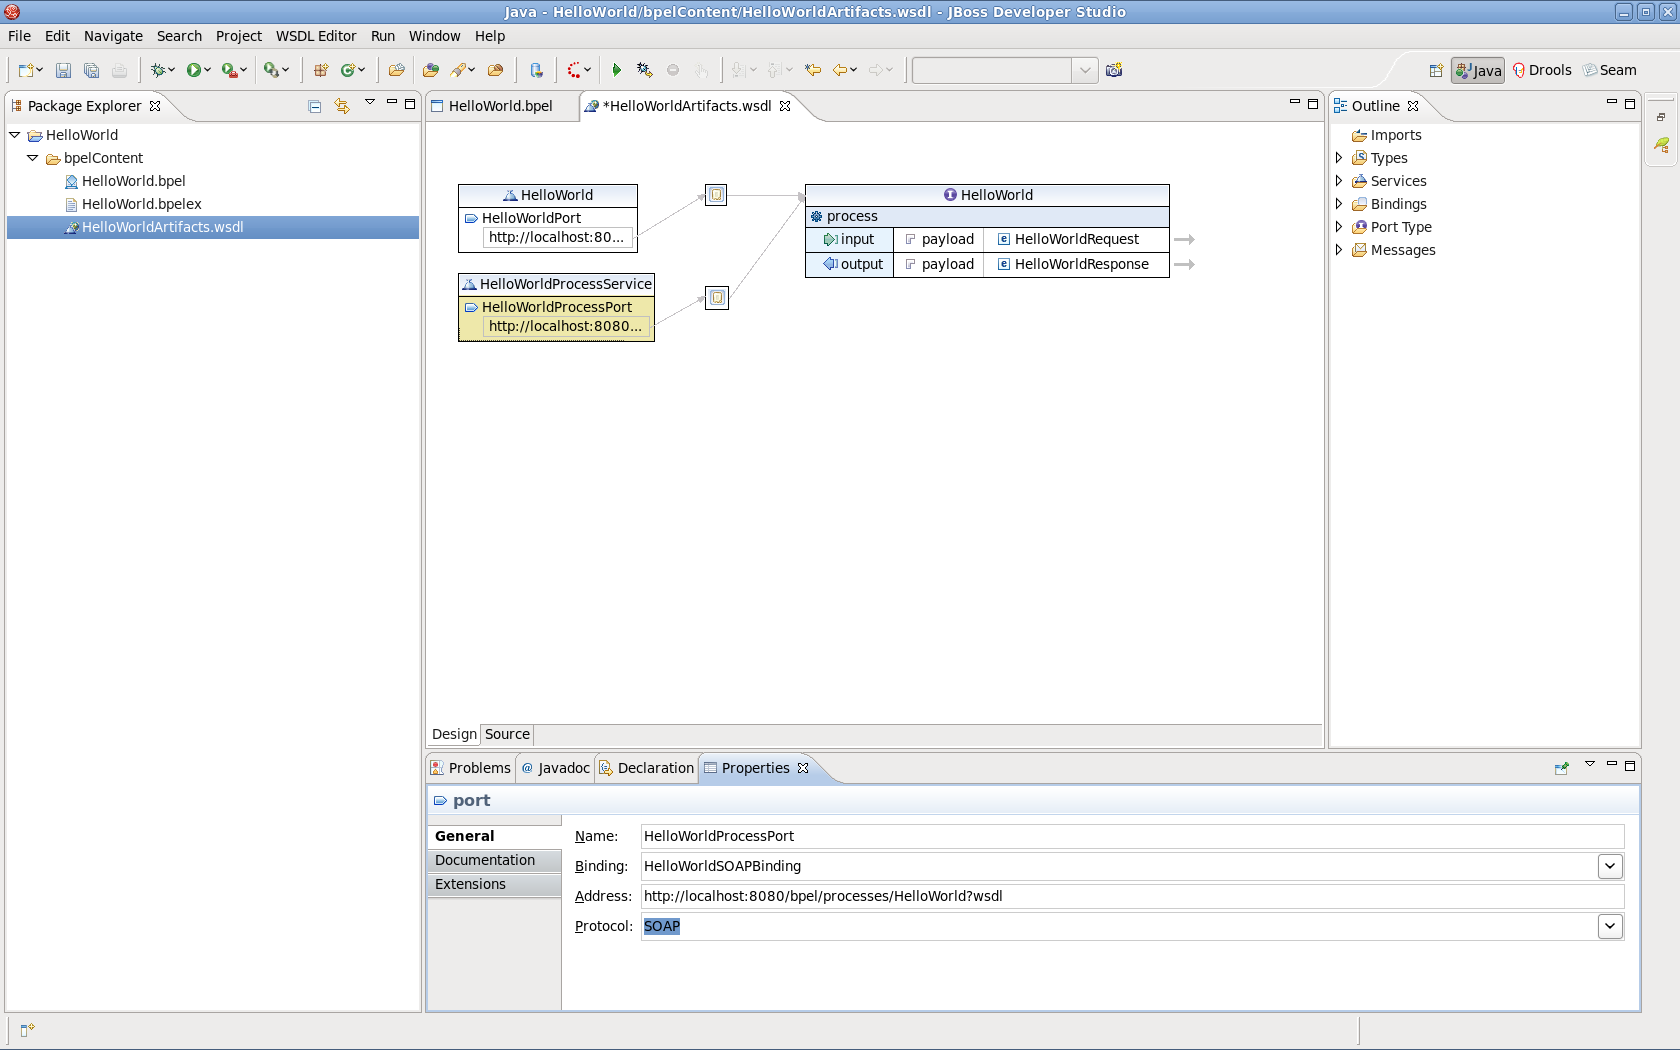 Java - HelloWorld/bpelContent/HelloWorldArtifacts.wsdl - JBoss Developer Studio
File Edit Navigate Search Project WSDL Editor Run Window Help
Java Drools Seam
Package Explorer
HelloWorld
bpelContent
HelloWorld.bpel
HelloWorld.bpelex
HelloWorldArtifacts.wsdl
HelloWorld.bpel *HelloWorldArtifacts.wsdl
HelloWorld
HelloWorldPort
http://localhost:80...
HelloWorldProcessService
HelloWorldProcessPort
http://localhost:8080...
HelloWorld
process
input payload HelloWorldRequest
output payload HelloWorldResponse
Design Source
Outline
Imports
Types
Services
Bindings
Port Type
Messages
Problems @ Javadoc Declaration Properties
port
General
Documentation
Extensions
Name: HelloWorldProcessPort
Binding: HelloWorldSOAPBinding
Address: http://localhost:8080/bpel/processes/HelloWorld?wsdl
Protocol: SOAP